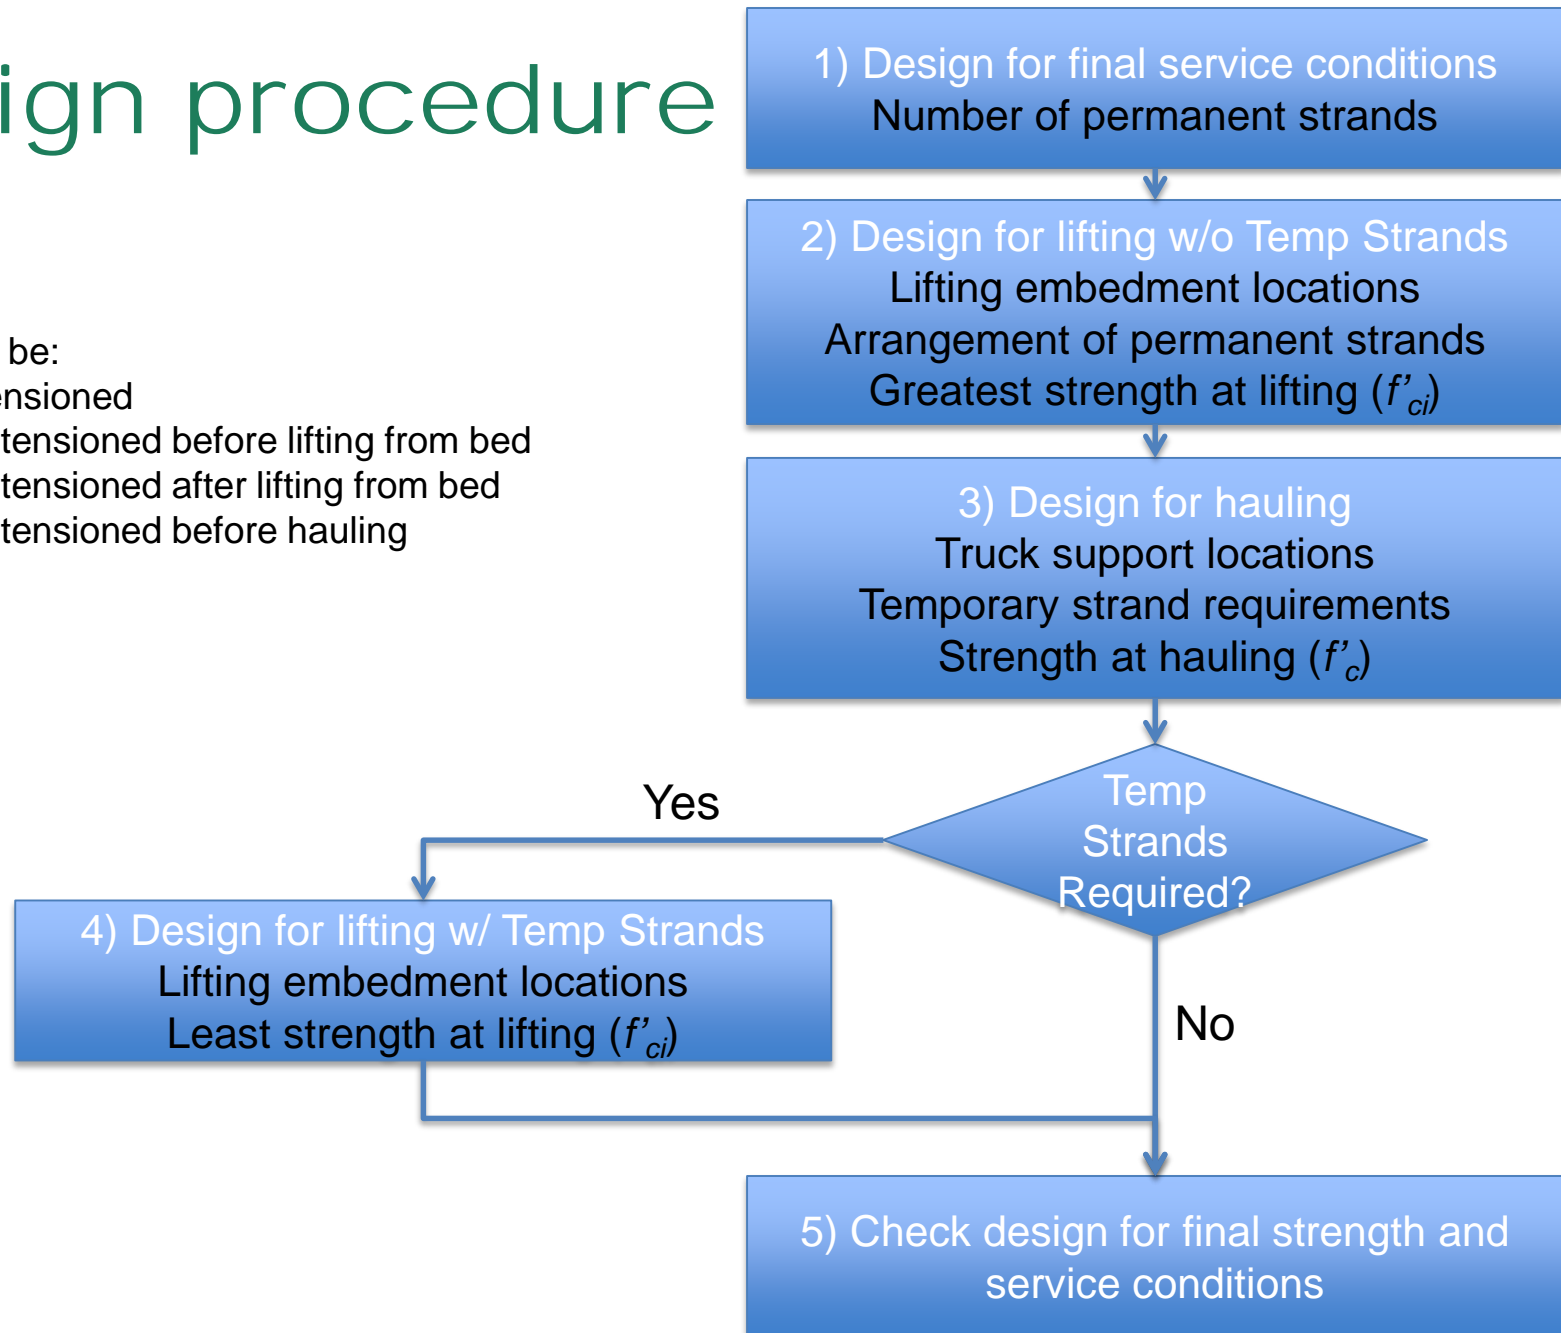 ign procedure
1) Design for final service conditions
Number of permanent strands
2) Design for lifting w/o Temp Strands
Lifting embedment locations
Arrangement of permanent strands
Greatest strength at lifting (f’ci)
be:
ensioned
tensioned before lifting from bed
tensioned after lifting from bed
tensioned before hauling
3) Design for hauling
Truck support locations
Temporary strand requirements
Strength at hauling (f’c)
Temp
Strands
Required?
Yes
No
4) Design for lifting w/ Temp Strands
Lifting embedment locations
Least strength at lifting (f’ci)
5) Check design for final strength and
service conditions